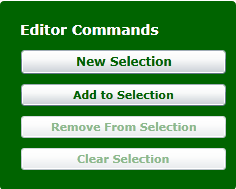 Editor Commands
New Selection
Add to Selection
Remove From Selection
Clear Selection